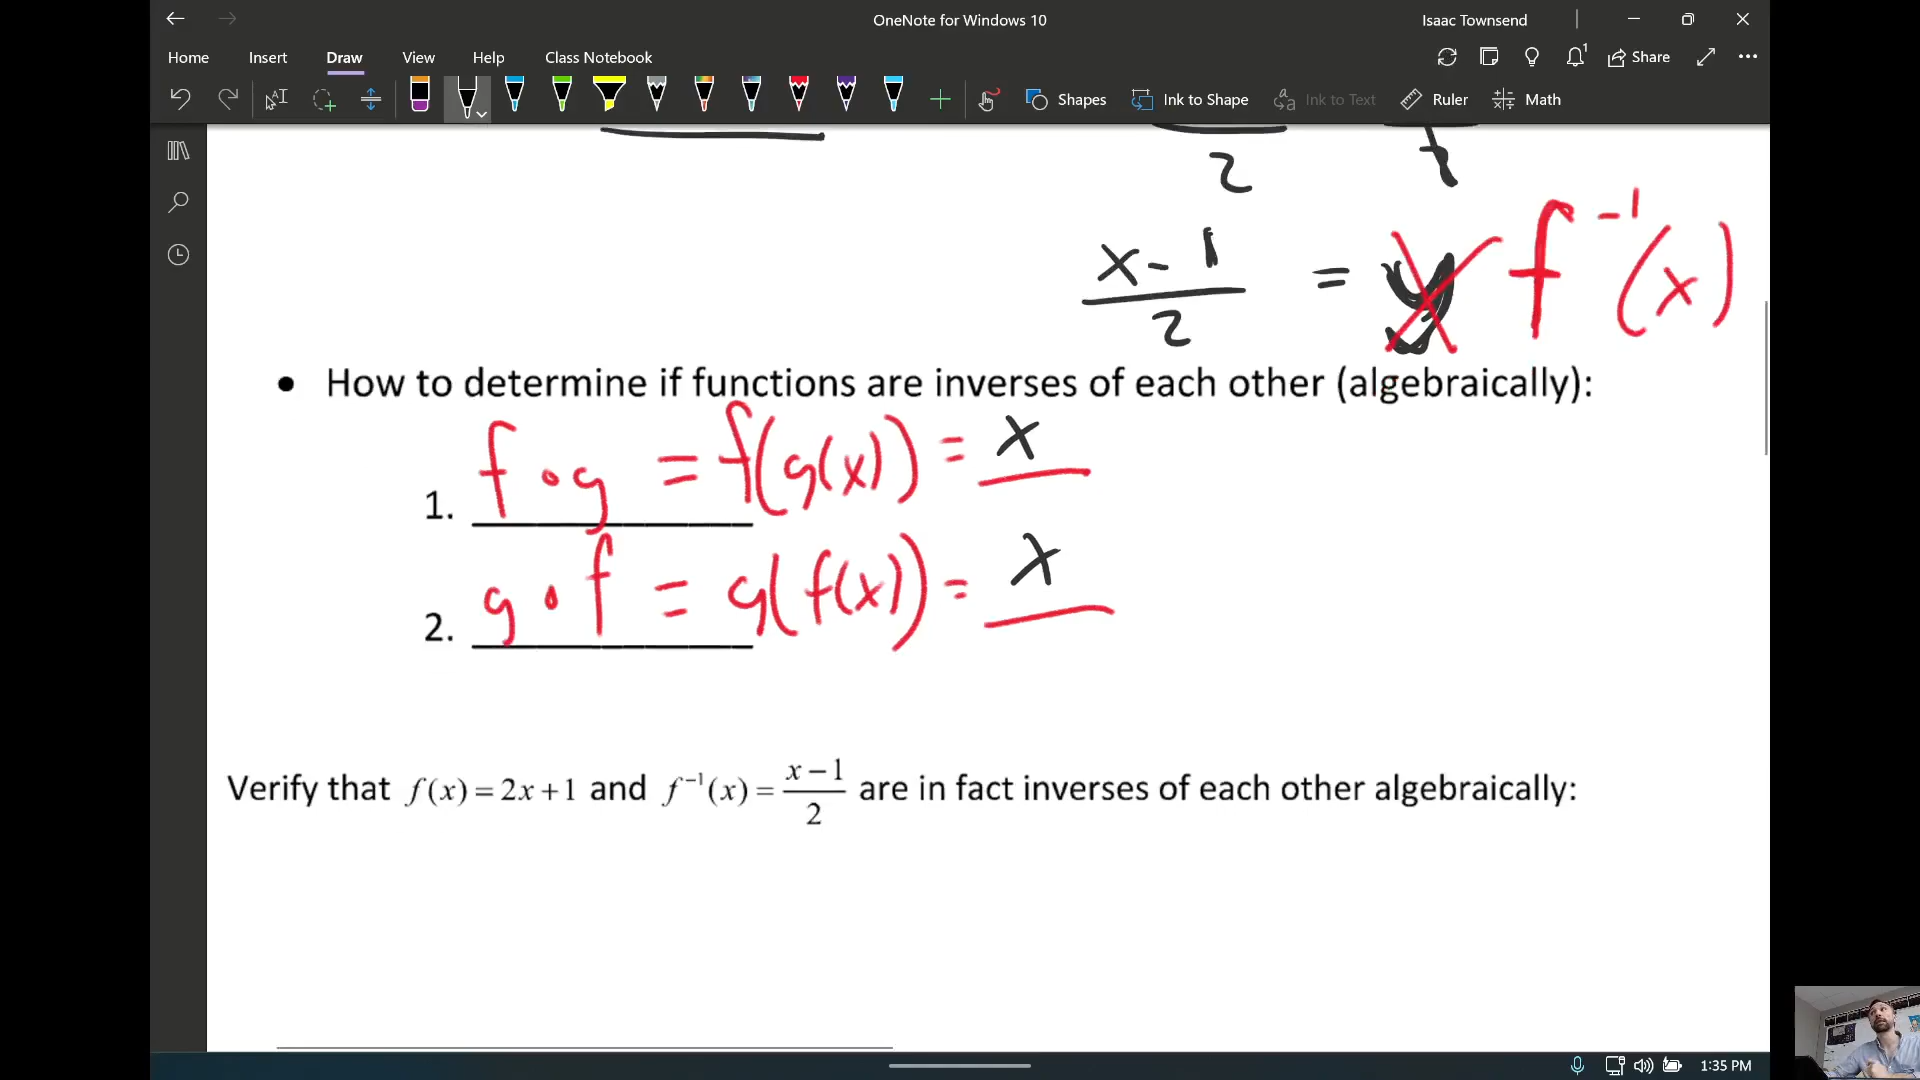 OneNote for Windows 10
Isaac Townsend
Home Insert Draw View Help Class Notebook
1
Share
Shapes Ink to Shape Ink to Text Ruler Math
2
x - 1
2
= y f⁻¹(x)
• How to determine if functions are inverses of each other (algebraically):
1. f∘g = f(g(x)) = x
2. g∘f = g(f(x)) = x
Verify that f(x) = 2x + 1 and f⁻¹(x) = (x − 1)/2 are in fact inverses of each other algebraically:
1:35 PM